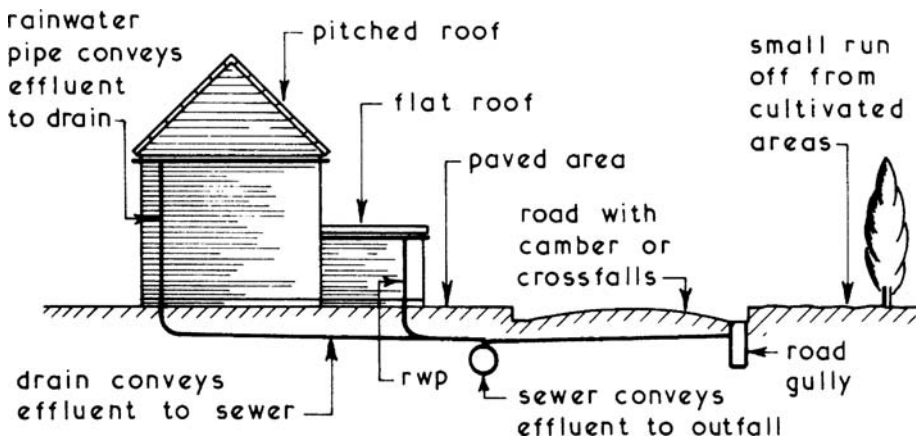 rainwater
pipe conveys
effluent
to drain
pitched roof
flat roof
paved area
small run
off from
cultivated
areas
road with
camber or
crossfalls
drain conveys
effluent to sewer
rwp
sewer conveys
effluent to outfall
road
gully